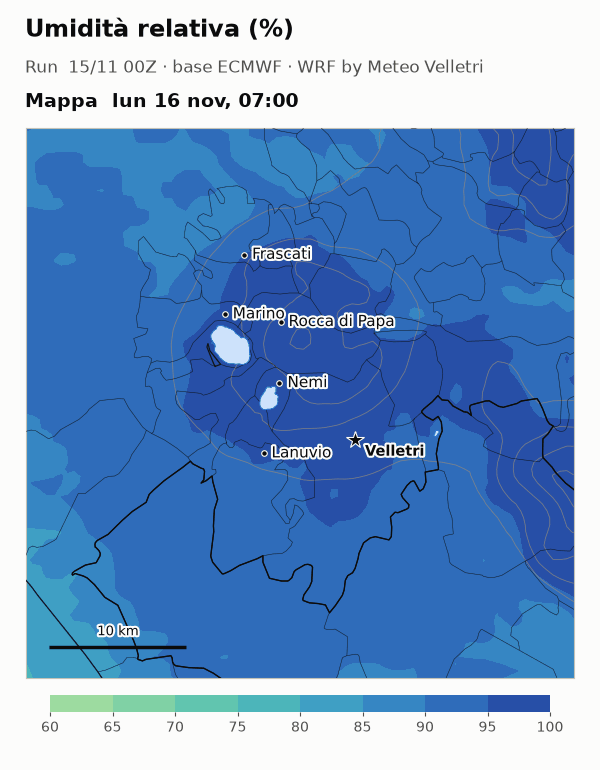 Umidità relativa (%)
Run  15/11 00Z · base ECMWF · WRF by Meteo Velletri
Mappa  lun 16 nov, 07:00
Frascati
Marino
Rocca di Papa
Nemi
Velletri
Lanuvio
10 km
60 65 70 75 80 85 90 95 100